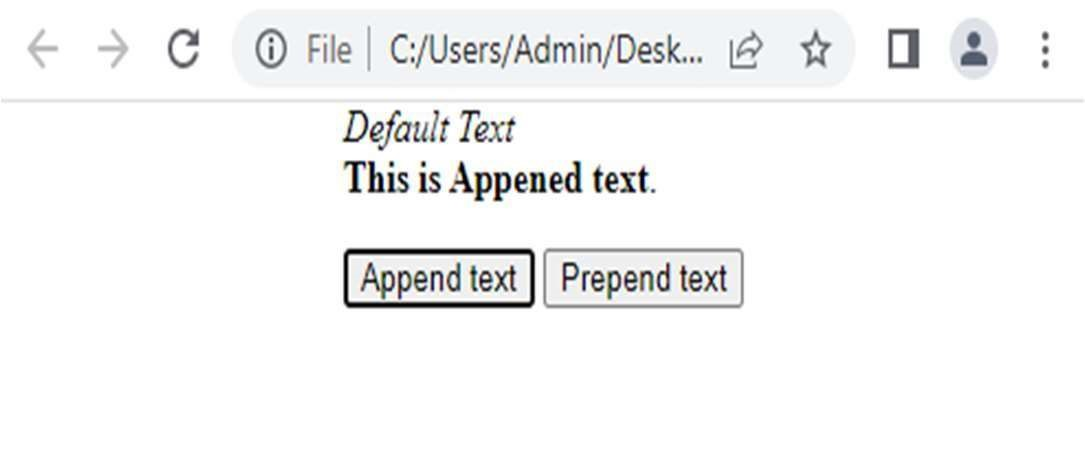 File C:/Users/Admin/Desk...
Default Text
This is Appened text.
Append text Prepend text